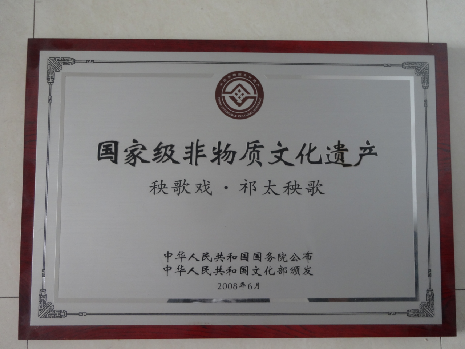 国家级非物质文化遗产
秧歌戏·祁太秧歌
中华人民共和国国务院公布
中华人民共和国文化部颁发
2008年6月